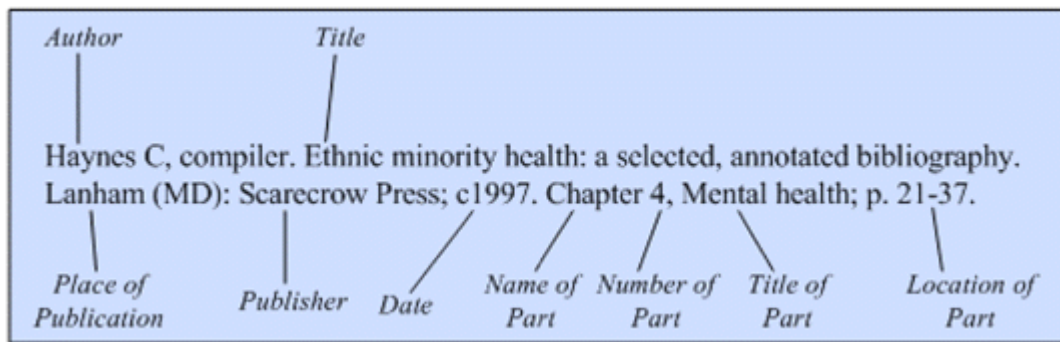 Author Title
Haynes C, compiler. Ethnic minority health: a selected, annotated bibliography.
Lanham (MD): Scarecrow Press; c1997. Chapter 4, Mental health; p. 21-37.
Place of Publication
Publisher
Date
Name of Part
Number of Part
Title of Part
Location of Part